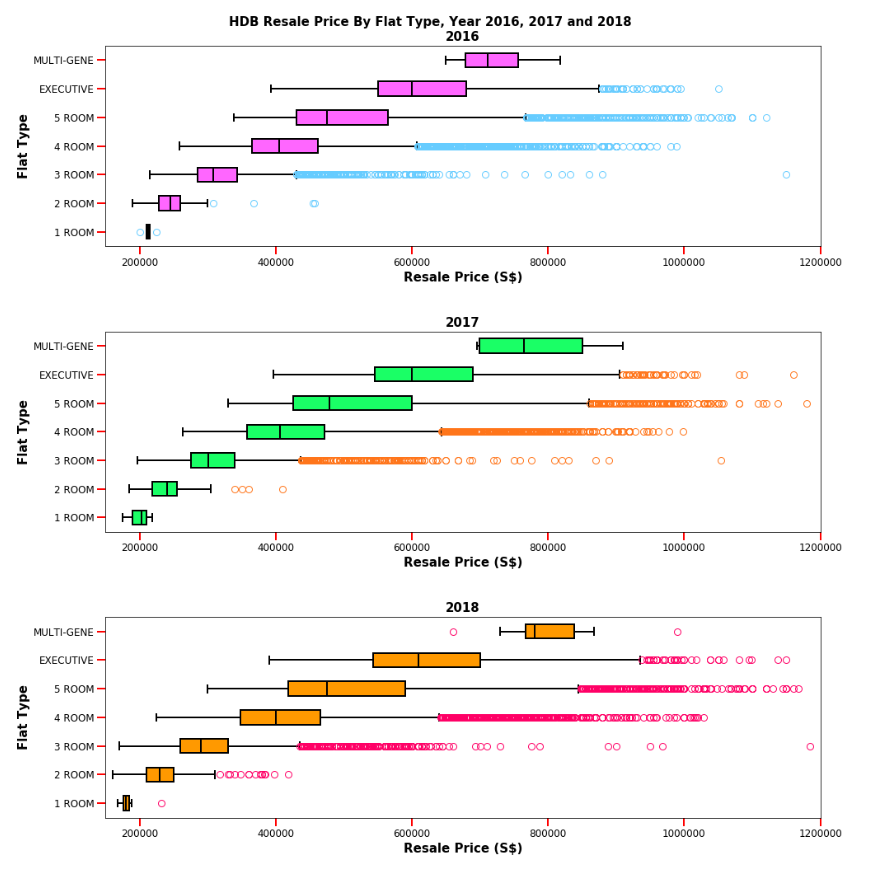 HDB Resale Price By Flat Type, Year 2016, 2017 and 2018
2016
Flat Type
MULTI-GENE
EXECUTIVE
5 ROOM
4 ROOM
3 ROOM
2 ROOM
1 ROOM
200000 400000 600000 800000 1000000 1200000
Resale Price (S$)
2017
Flat Type
MULTI-GENE
EXECUTIVE
5 ROOM
4 ROOM
3 ROOM
2 ROOM
1 ROOM
200000 400000 600000 800000 1000000 1200000
Resale Price (S$)
2018
Flat Type
MULTI-GENE
EXECUTIVE
5 ROOM
4 ROOM
3 ROOM
2 ROOM
1 ROOM
200000 400000 600000 800000 1000000 1200000
Resale Price (S$)